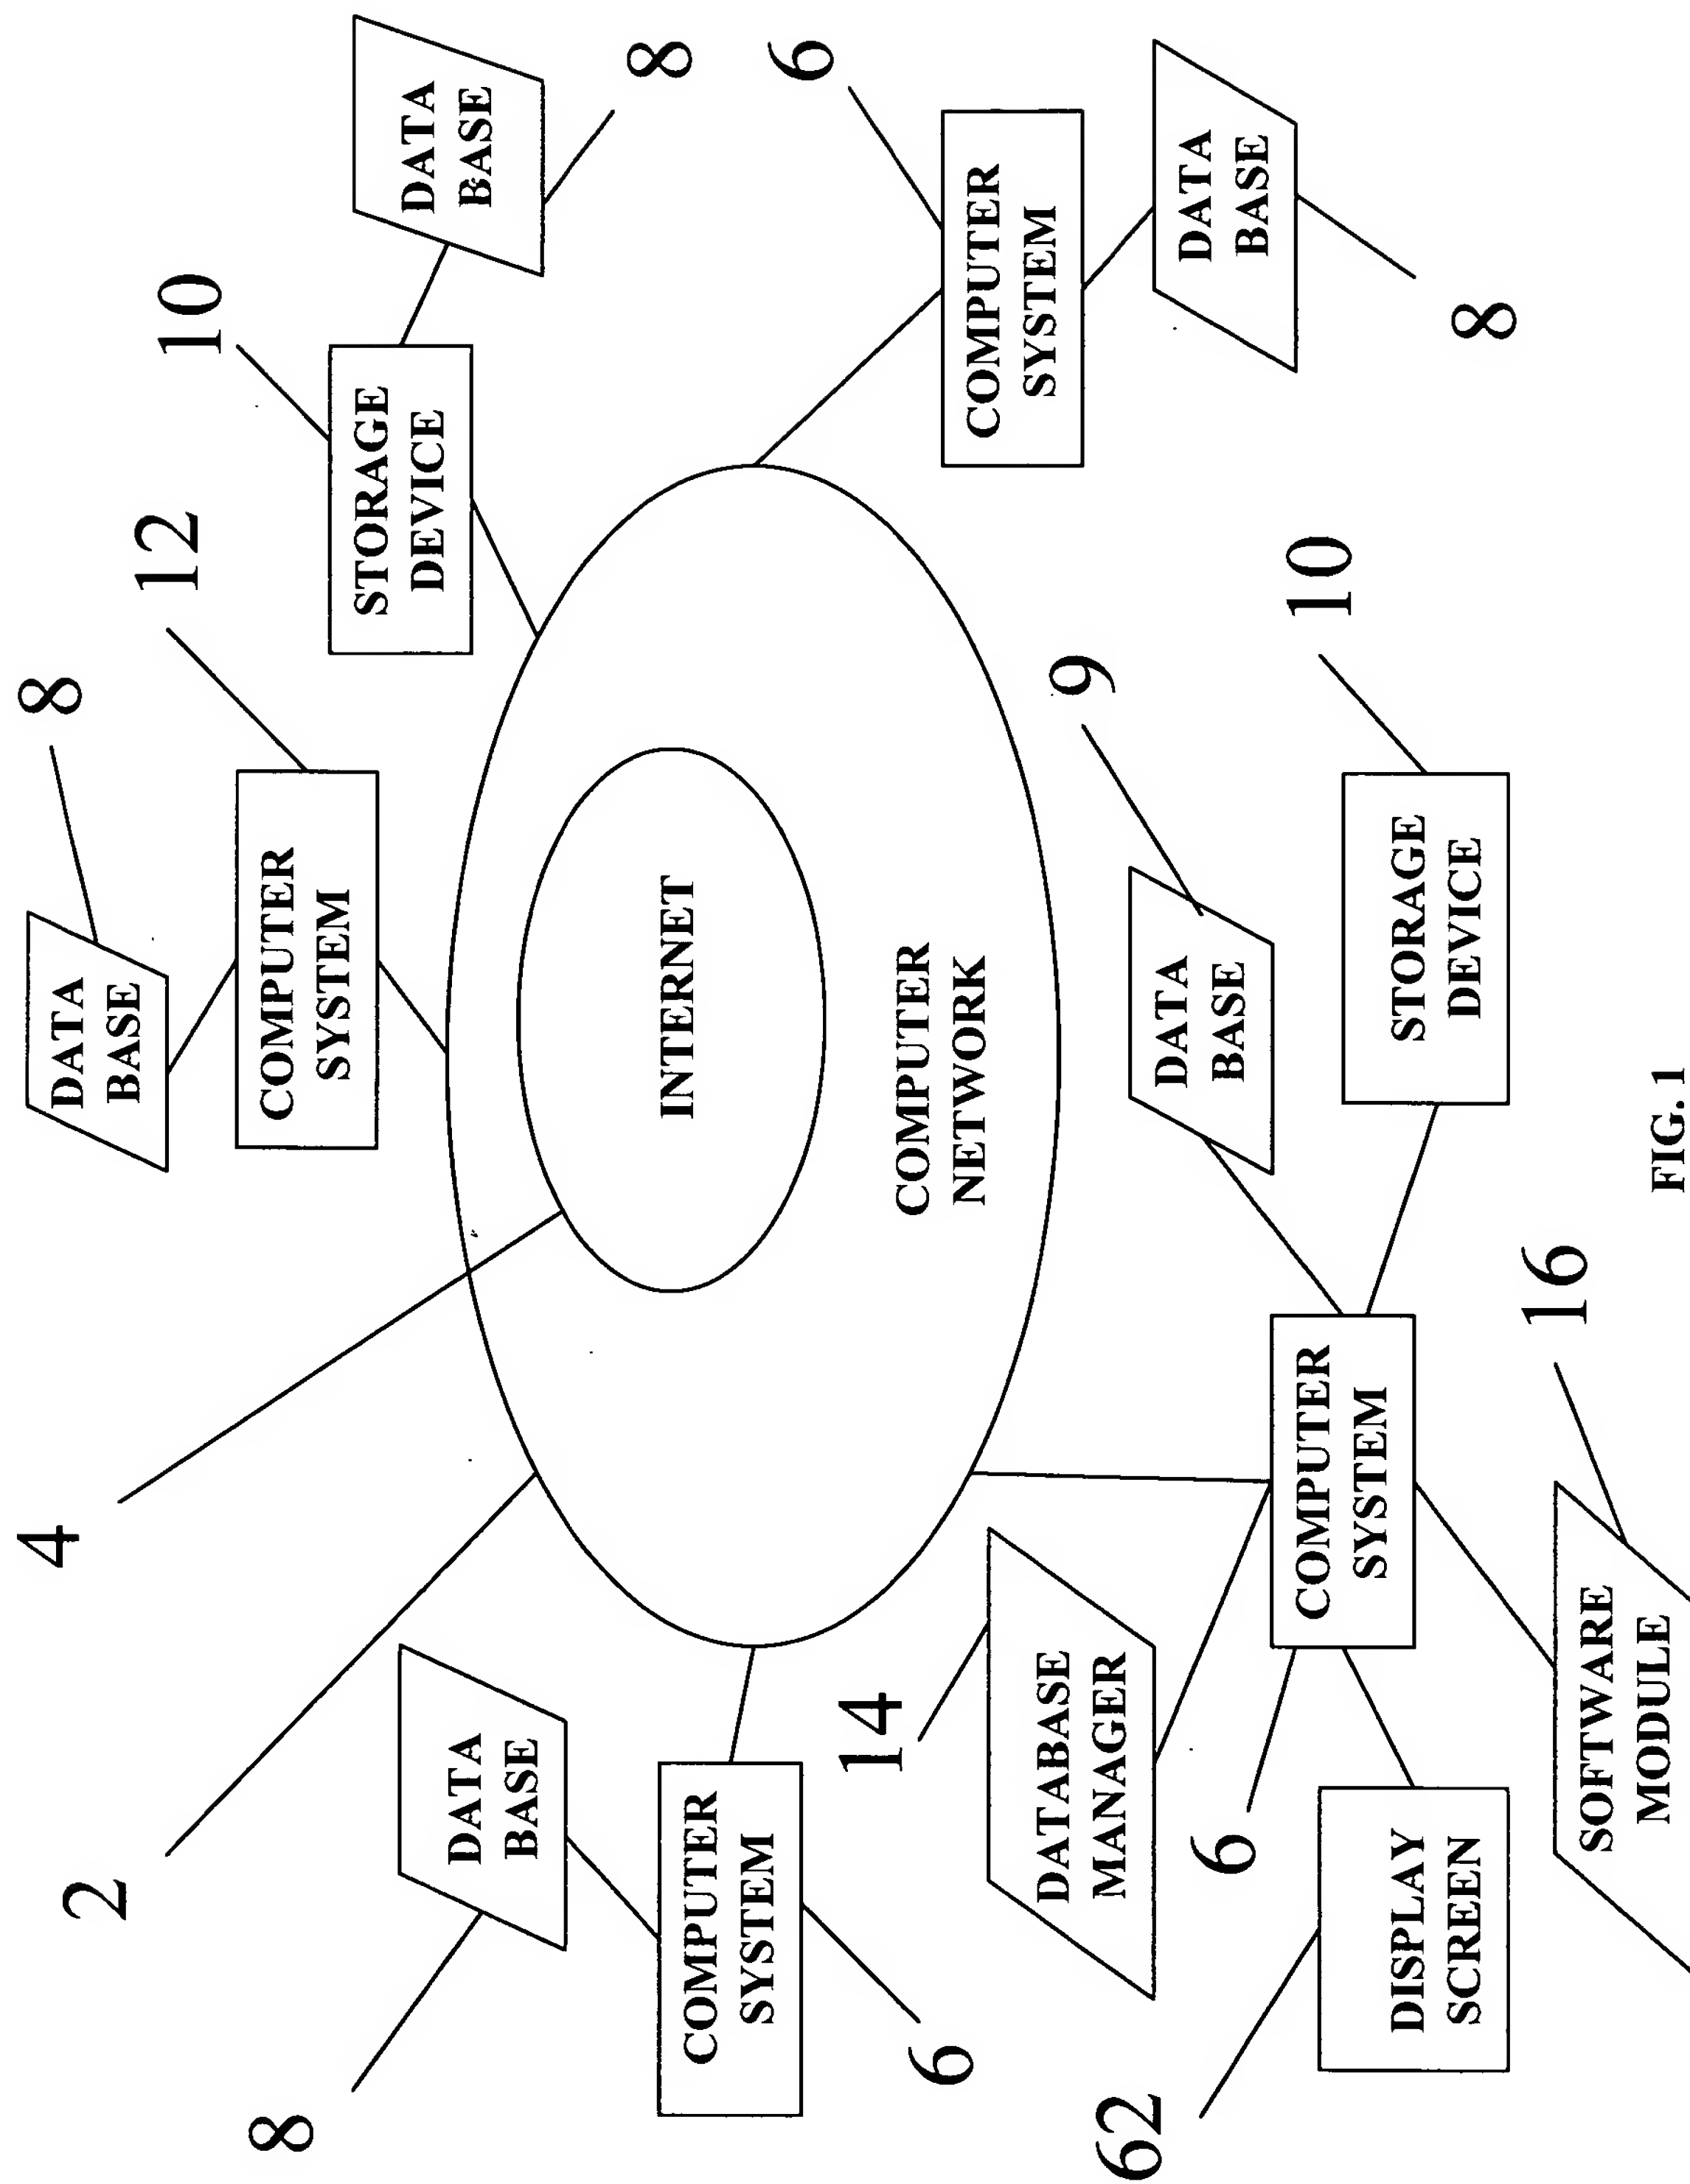 4
8
DATA
BASE
2
12
10
COMPUTER
SYSTEM
8
STORAGE
DEVICE
DATA
BASE
DATA
BASE
8
INTERNET
COMPUTER
SYSTEM
6
14
COMPUTER
NETWORK
6
COMPUTER
SYSTEM
DATABASE
MANAGER
9
62
DATA
BASE
DATA
BASE
6
COMPUTER
SYSTEM
10
DISPLAY
SCREEN
STORAGE
DEVICE
8
16
SOFTWARE
MODULE
FIG. 1